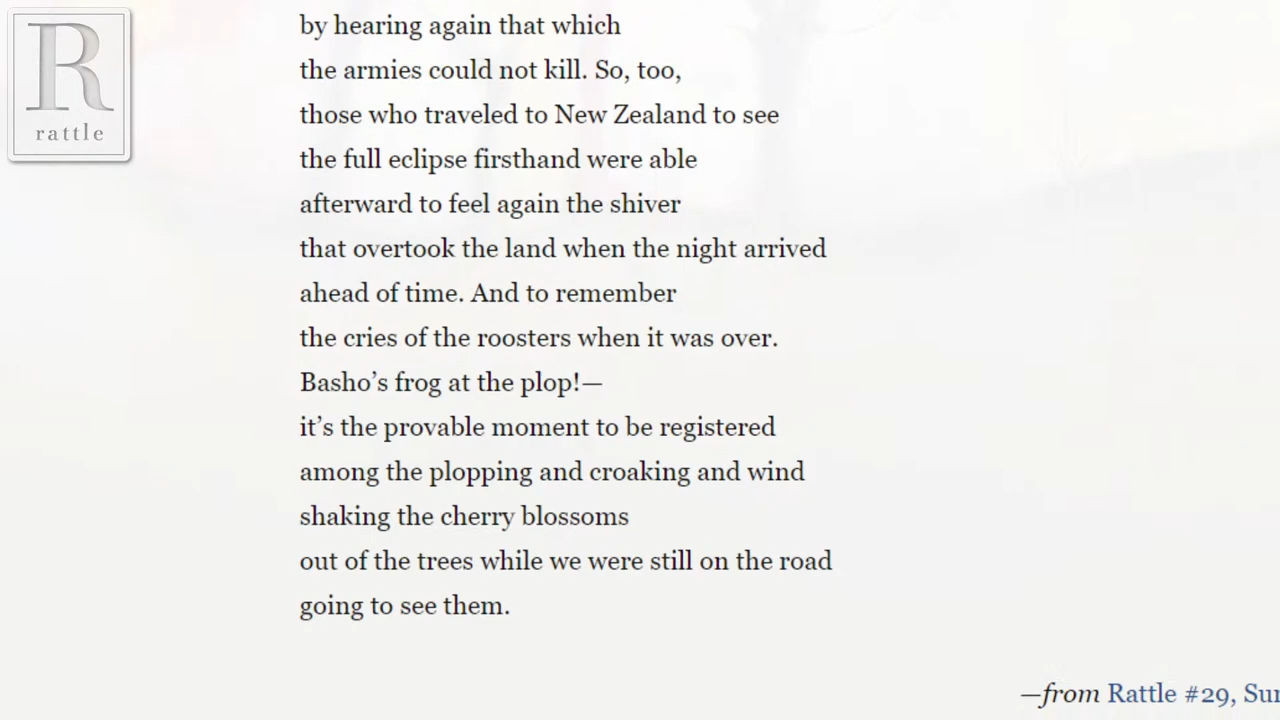 R
rattle
by hearing again that which
the armies could not kill. So, too,
those who traveled to New Zealand to see
the full eclipse firsthand were able
afterward to feel again the shiver
that overtook the land when the night arrived
ahead of time. And to remember
the cries of the roosters when it was over.
Basho’s frog at the plop!—
it’s the provable moment to be registered
among the plopping and croaking and wind
shaking the cherry blossoms
out of the trees while we were still on the road
going to see them.
—from Rattle #29,